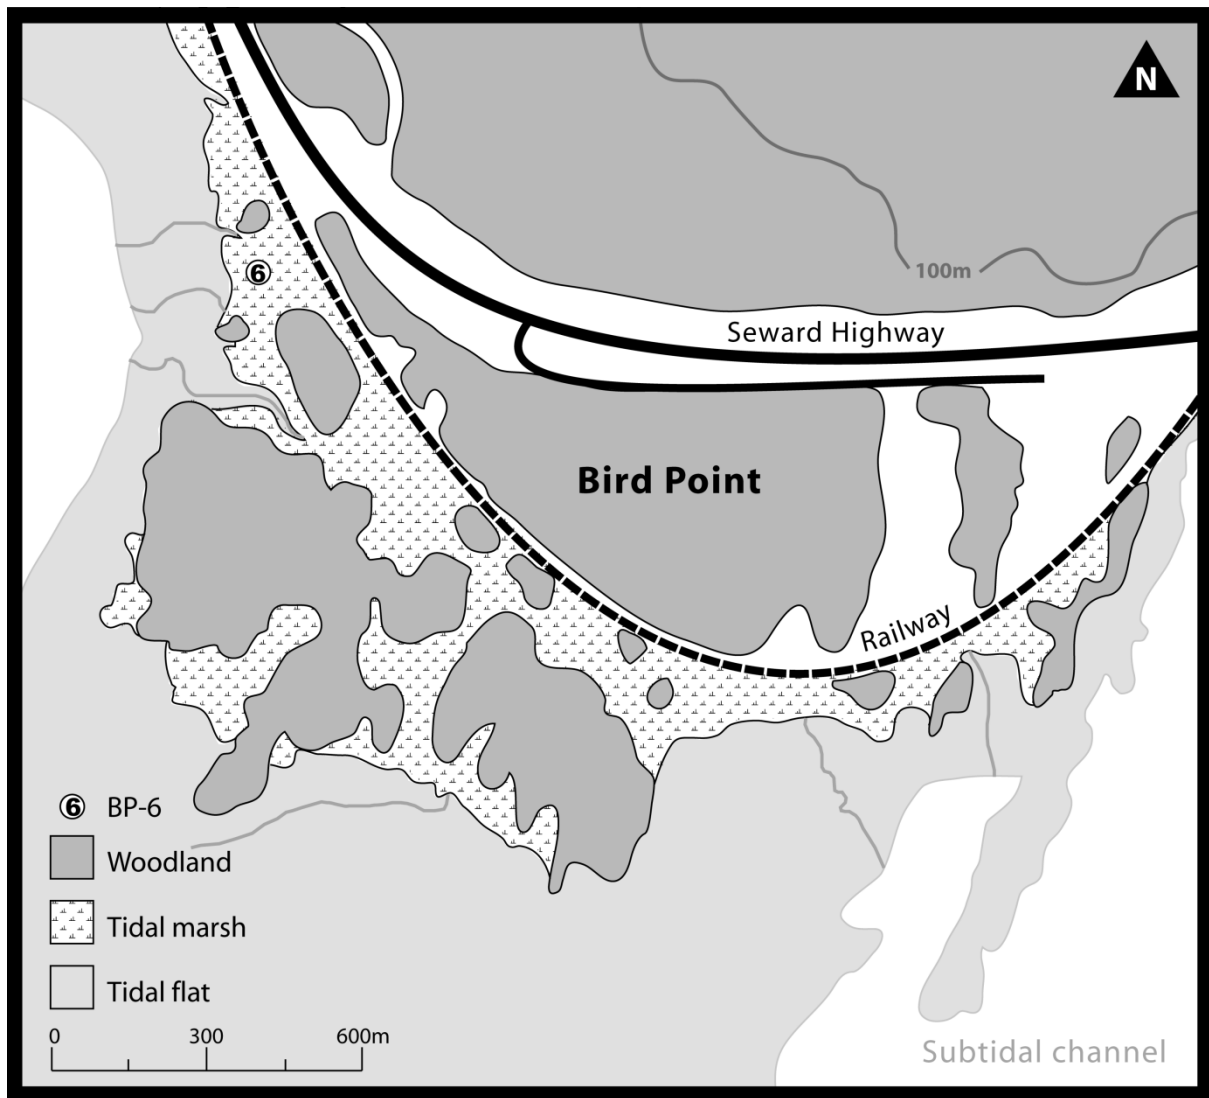 N
100m
Seward Highway
6
Bird Point
Railway
6 BP-6
Woodland
Tidal marsh
Tidal flat
0 300 600m
Subtidal channel